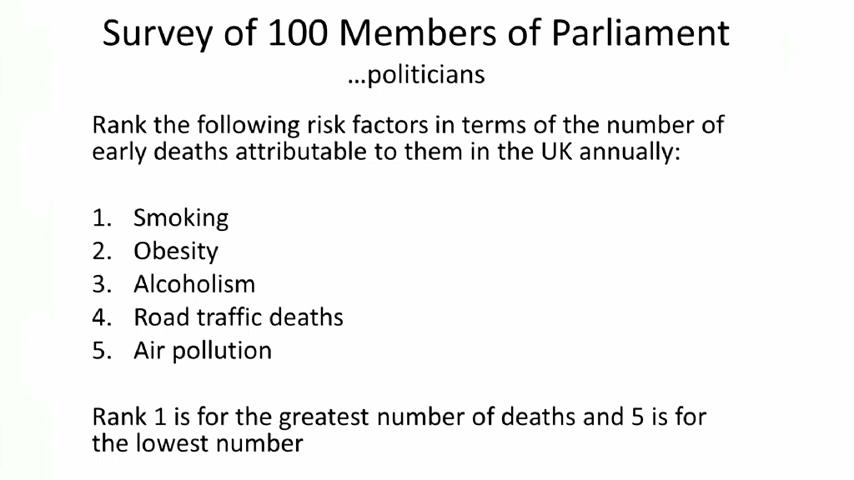 Survey of 100 Members of Parliament
...politicians
Rank the following risk factors in terms of the number of
early deaths attributable to them in the UK annually:
1. Smoking
2. Obesity
3. Alcoholism
4. Road traffic deaths
5. Air pollution
Rank 1 is for the greatest number of deaths and 5 is for
the lowest number